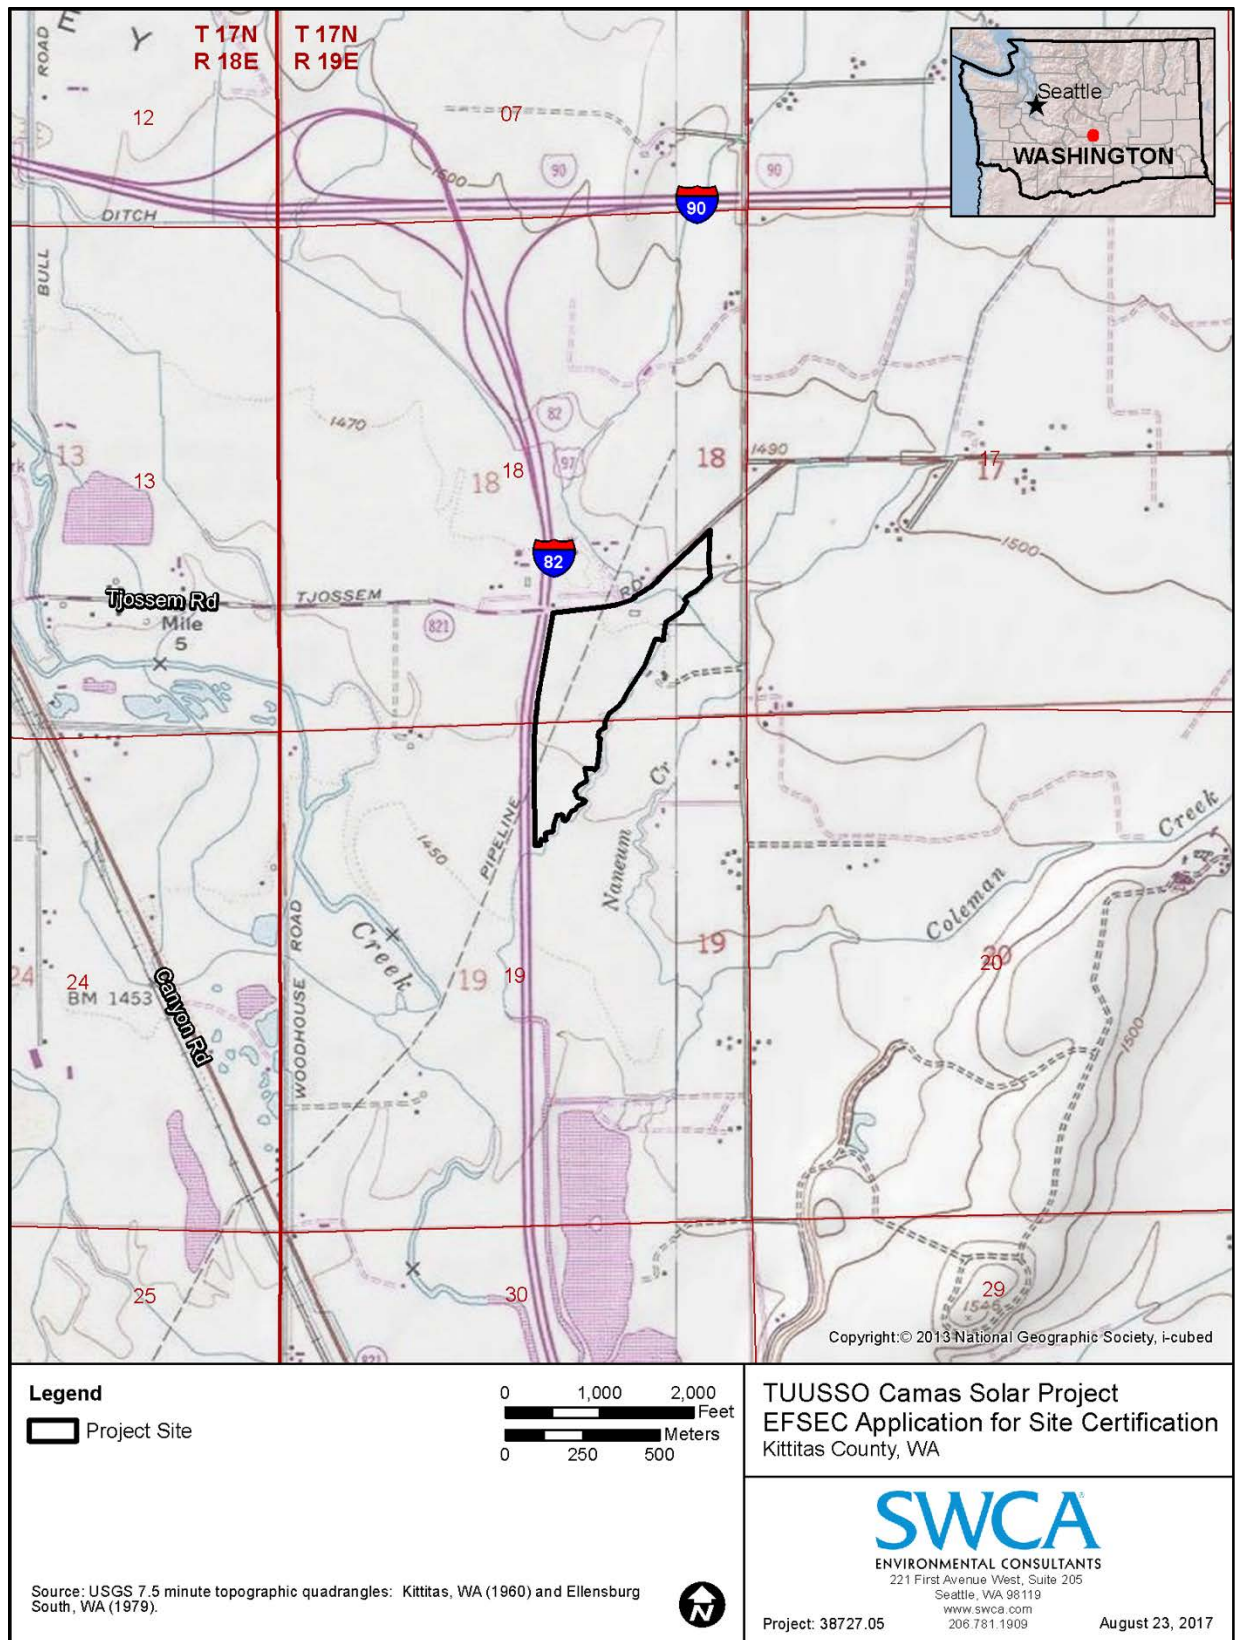 T 17N
R 18E
T 17N
R 19E
ROAD
Y
12
07
Seattle
WASHINGTON
90
90
90
1500
DITCH
BULL
1470
82
97
1490
13
13
18
18
18
17
17
82
1500
Tjossem Rd
TJOSSEM
RD
Mile
5
821
Cr
Naneum
PIPELINE
1450
Creek
Coleman
Creek
WOODHOUSE ROAD
24
24
BM 1453
19
19
19
20
20
Canyon Rd
1500
25
30
29
1546
821
Copyright:© 2013 National Geographic Society, i-cubed
Legend
Project Site
0 1,000 2,000
Feet
Meters
0 250 500
TUUSSO Camas Solar Project
EFSEC Application for Site Certification
Kittitas County, WA
SWCA
ENVIRONMENTAL CONSULTANTS
221 First Avenue West, Suite 205
Seattle, WA 98119
www.swca.com
206.781.1909
Source: USGS 7.5 minute topographic quadrangles: Kittitas, WA (1960) and Ellensburg
South, WA (1979).
N
Project: 38727.05
August 23, 2017